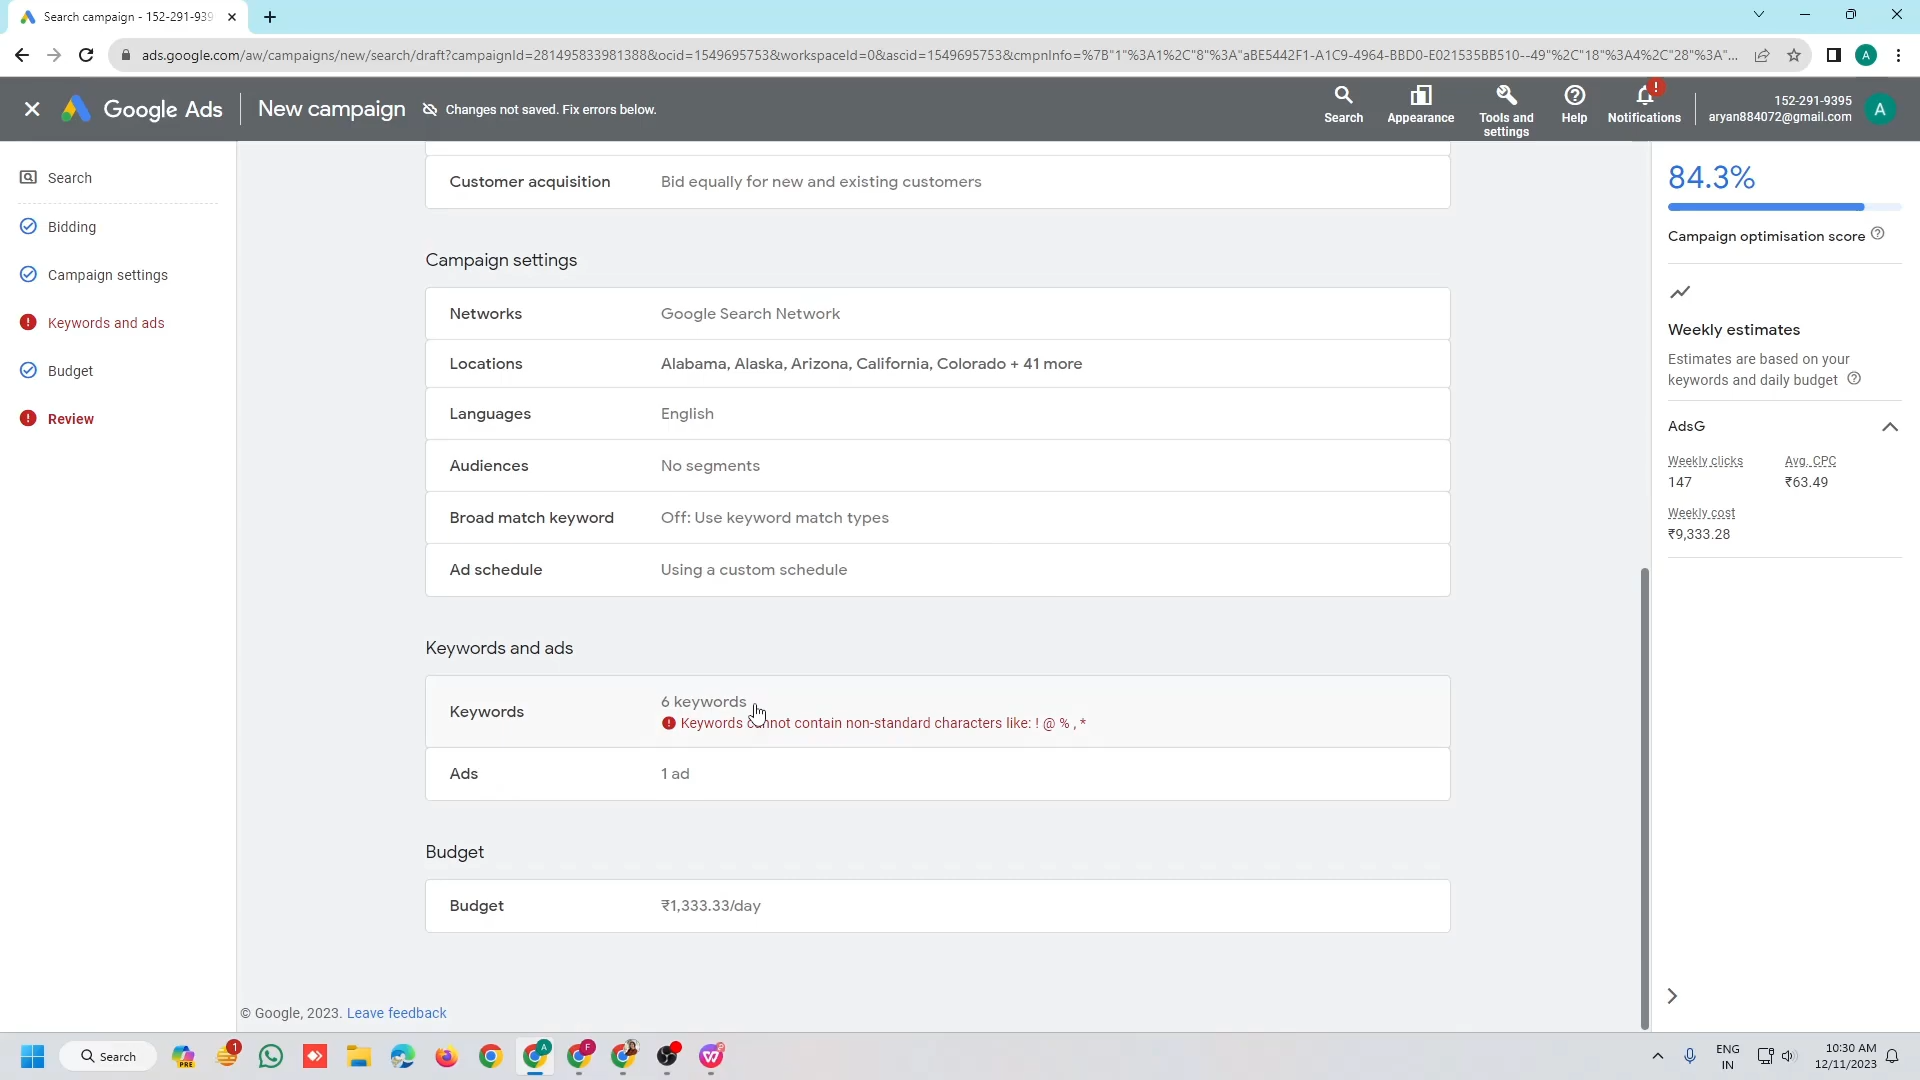 Search campaign - 152-291-939
ads.google.com/aw/campaigns/new/search/draft?campaignId=281495833981388&ocid=1549695753&workspaceId=0&ascid=1549695753&cmpnInfo=%7B"1"%3A1%2C"8"%3A"aBE5442F1-A1C9-4964-BBD0-E021535BB510--49"%2C"18"%3A4%2C"28"%3A"...
A
Google Ads
New campaign
Changes not saved. Fix errors below.
Search
Appearance
Tools and
settings
Help
!
Notifications
152-291-9395
aryan884072@gmail.com
A
Search
Bidding
Campaign settings
Keywords and ads
Budget
Review
Customer acquisition
Bid equally for new and existing customers
Campaign settings
Networks
Google Search Network
Locations
Alabama, Alaska, Arizona, California, Colorado + 41 more
Languages
English
Audiences
No segments
Broad match keyword
Off: Use keyword match types
Ad schedule
Using a custom schedule
Keywords and ads
Keywords
6 keywords
Keywords cannot contain non-standard characters like: ! @ % , *
Ads
1 ad
Budget
Budget
₹1,333.33/day
© Google, 2023. Leave feedback
84.3%
Campaign optimisation score
Weekly estimates
Estimates are based on your
keywords and daily budget
AdsG
Weekly clicks
147
Avg. CPC
₹63.49
Weekly cost
₹9,333.28
Search
PRE
1
A
F
ENG
IN
10:30 AM
12/11/2023